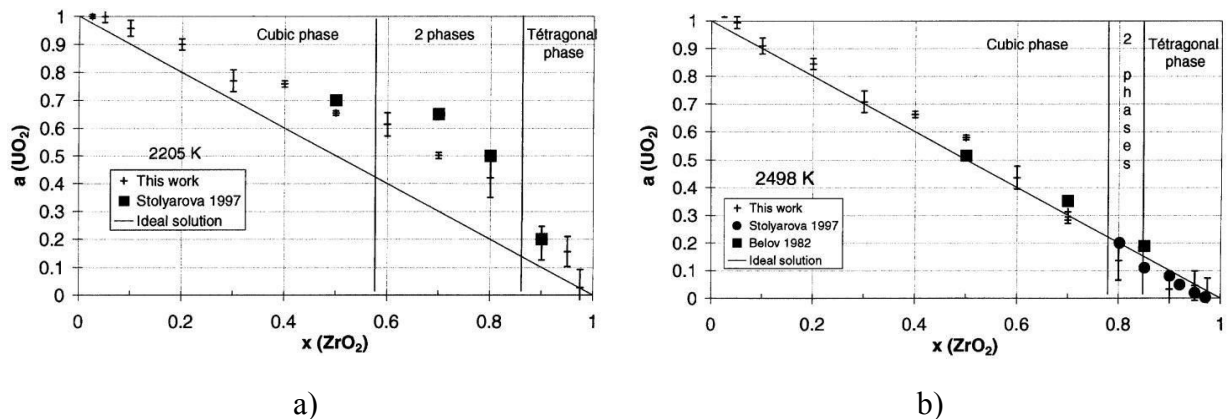 1
0.9
0.8
0.7
0.6
0.5
0.4
0.3
0.2
0.1
0
a (UO2)
Cubic phase
2 phases
Tétragonal
phase
2205 K
This work
Stolyarova 1997
Ideal solution
0
0.2
0.4
0.6
0.8
1
x (ZrO2)
a)
1
0.9
0.8
0.7
0.6
0.5
0.4
0.3
0.2
0.1
0
a (UO2)
Cubic phase
2
p
h
a
s
e
s
Tétragonal
phase
2498 K
This work
Stolyarova 1997
Belov 1982
Ideal solution
0
0.2
0.4
0.6
0.8
1
x (ZrO2)
b)